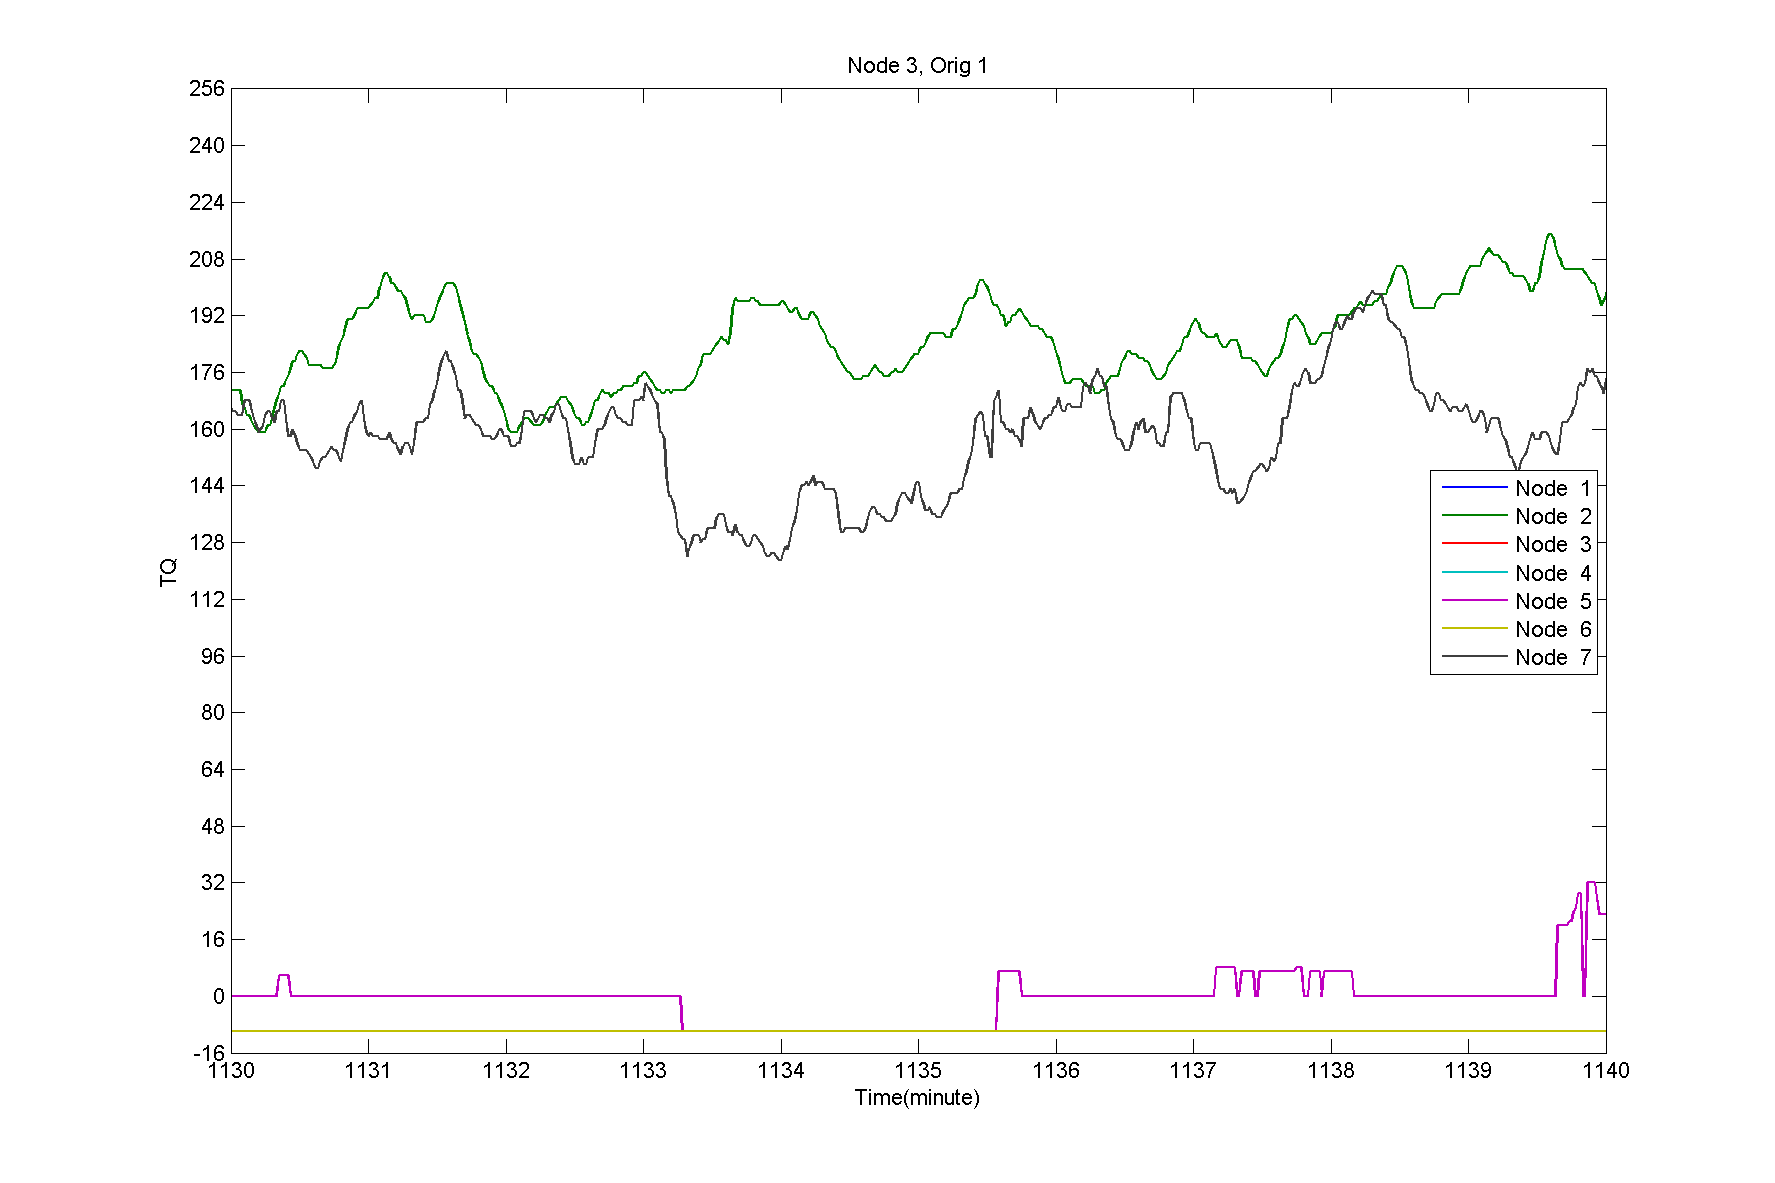 Node 3, Orig 1
256
240
224
208
192
176
160
144
128
112
96
80
64
48
32
16
0
-16
TQ
Node 1
Node 2
Node 3
Node 4
Node 5
Node 6
Node 7
1130 1131 1132 1133 1134 1135 1136 1137 1138 1139 1140
Time(minute)